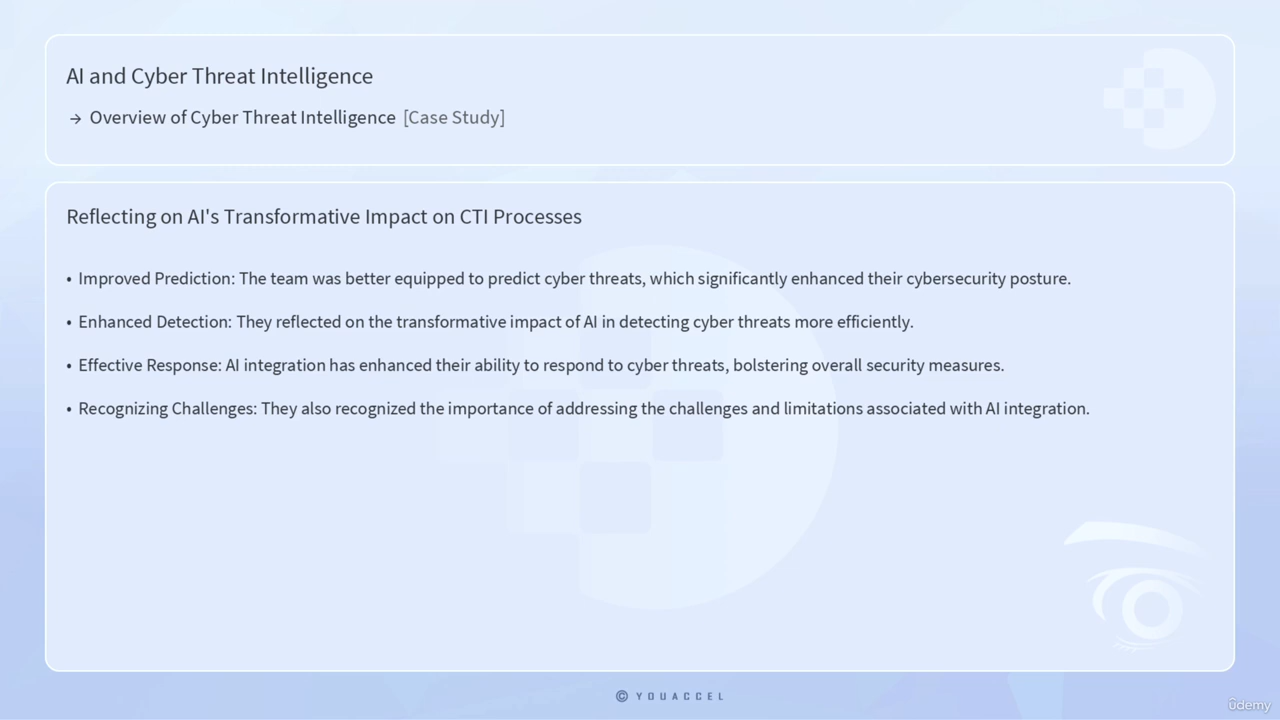 AI and Cyber Threat Intelligence
→ Overview of Cyber Threat Intelligence [Case Study]
Reflecting on AI's Transformative Impact on CTI Processes
• Improved Prediction: The team was better equipped to predict cyber threats, which significantly enhanced their cybersecurity posture.
• Enhanced Detection: They reflected on the transformative impact of AI in detecting cyber threats more efficiently.
• Effective Response: AI integration has enhanced their ability to respond to cyber threats, bolstering overall security measures.
• Recognizing Challenges: They also recognized the importance of addressing the challenges and limitations associated with AI integration.
© YOUACCEL
ûdemy